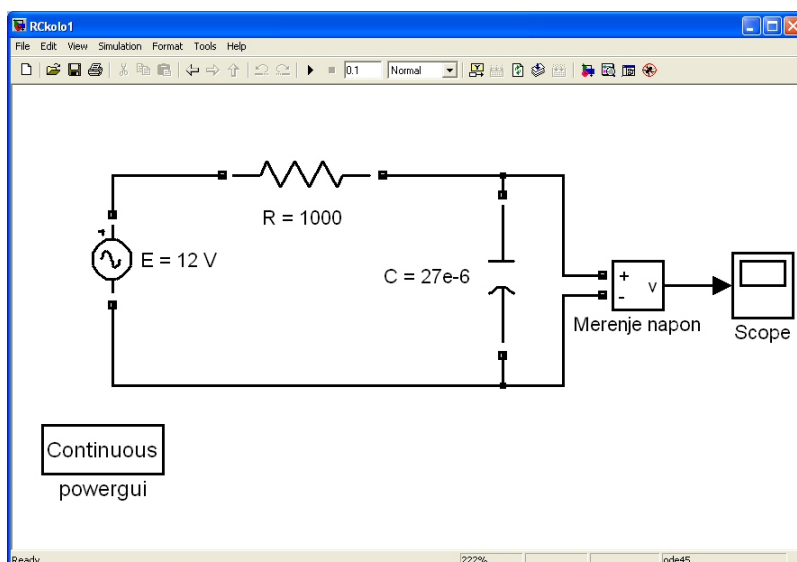 RCkolo1
File Edit View Simulation Format Tools Help
0.1 Normal
R = 1000
+
E = 12 V
C = 27e-6
+
v
-
Merenje napon
Scope
Continuous
powergui
Ready 222% ode45